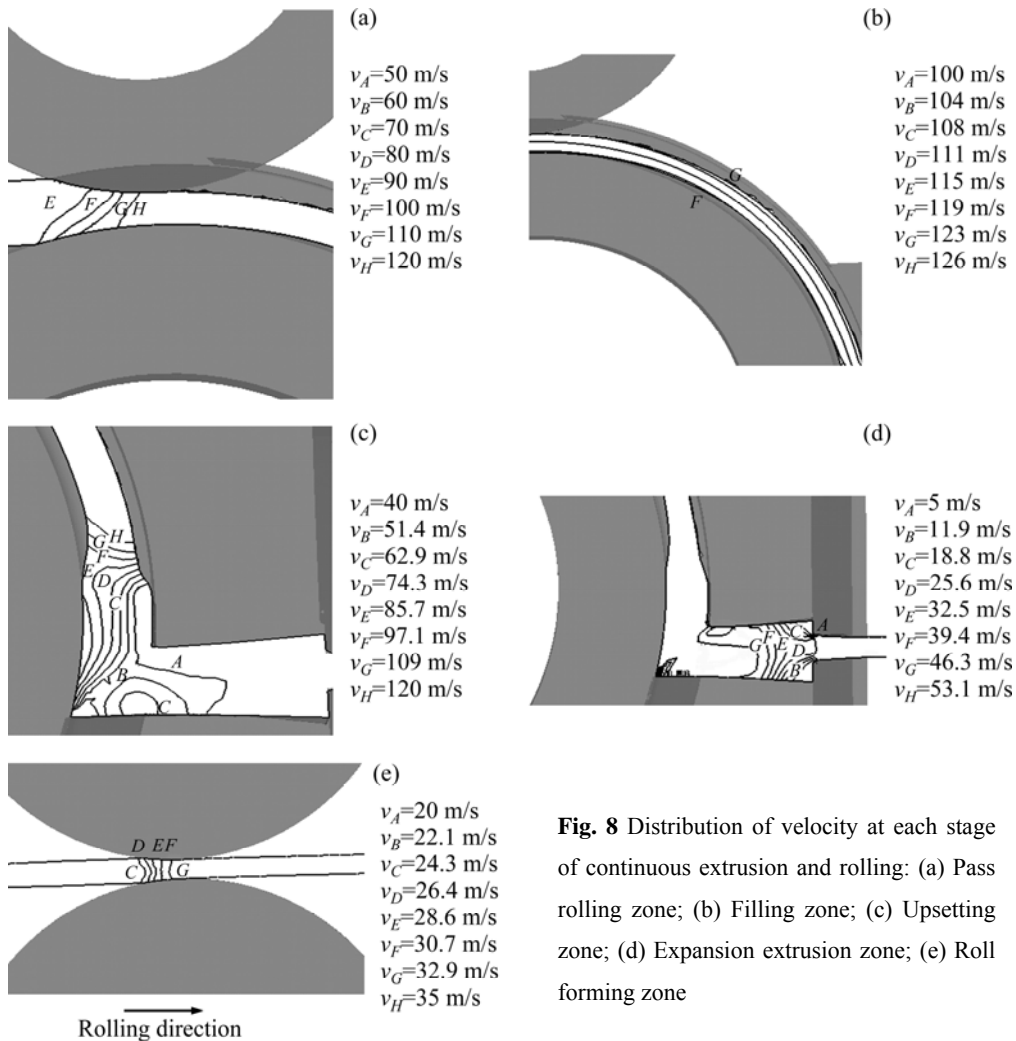 (a)
v_A=50 m/s
v_B=60 m/s
v_C=70 m/s
v_D=80 m/s
v_E=90 m/s
v_F=100 m/s
v_G=110 m/s
v_H=120 m/s
E F G H
(b)
v_A=100 m/s
v_B=104 m/s
v_C=108 m/s
v_D=111 m/s
v_E=115 m/s
v_F=119 m/s
v_G=123 m/s
v_H=126 m/s
G
F
(c)
v_A=40 m/s
v_B=51.4 m/s
v_C=62.9 m/s
v_D=74.3 m/s
v_E=85.7 m/s
v_F=97.1 m/s
v_G=109 m/s
v_H=120 m/s
G H
F
E D
C
A
B
C
(d)
v_A=5 m/s
v_B=11.9 m/s
v_C=18.8 m/s
v_D=25.6 m/s
v_E=32.5 m/s
v_F=39.4 m/s
v_G=46.3 m/s
v_H=53.1 m/s
A
C
G F E D
B
(e)
v_A=20 m/s
v_B=22.1 m/s
v_C=24.3 m/s
v_D=26.4 m/s
v_E=28.6 m/s
v_F=30.7 m/s
v_G=32.9 m/s
v_H=35 m/s
D E F
C G
Rolling direction
Fig. 8 Distribution of velocity at each stage
of continuous extrusion and rolling: (a) Pass
rolling zone; (b) Filling zone; (c) Upsetting
zone; (d) Expansion extrusion zone; (e) Roll
forming zone